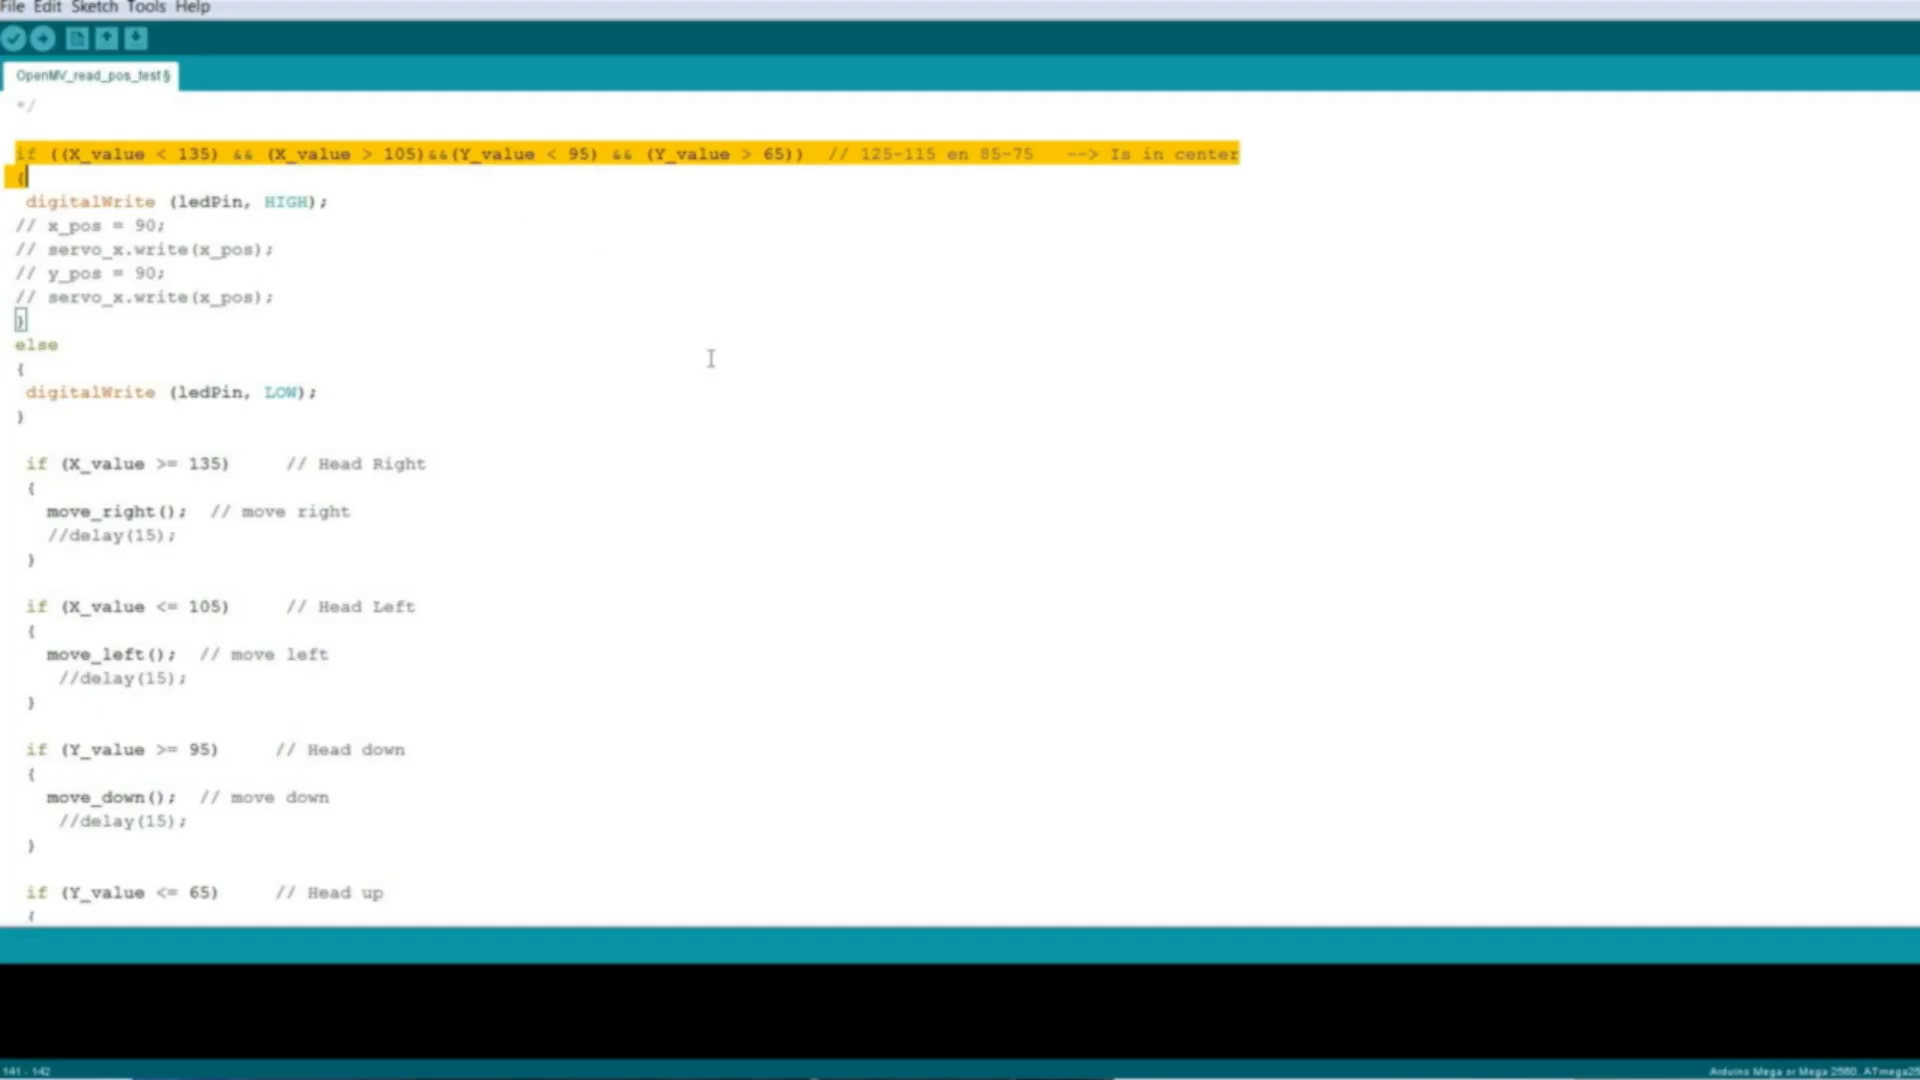 File Edit Sketch Tools Help
OpenMV_read_pos_test §
*/
if ((X_value < 135) && (X_value > 105)&&(Y_value < 95) && (Y_value > 65)) // 125-115 en 85-75 --> Is in center
{
digitalWrite (ledPin, HIGH);
// x_pos = 90;
// servo_x.write(x_pos);
// y_pos = 90;
// servo_x.write(x_pos);
}
else
{
digitalWrite (ledPin, LOW);
}
if (X_value >= 135) // Head Right
{
move_right(); // move right
//delay(15);
}
if (X_value <= 105) // Head Left
{
move_left(); // move left
//delay(15);
}
if (Y_value >= 95) // Head down
{
move_down(); // move down
//delay(15);
}
if (Y_value <= 65) // Head up
{
141 - 142
Arduino Mega or Mega 2560, ATmega25